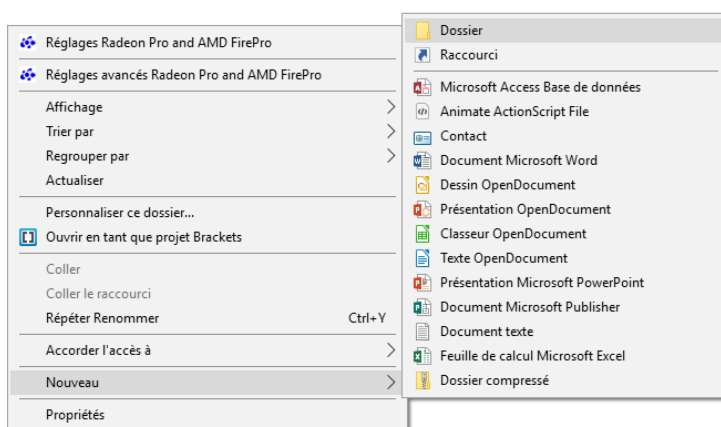 Réglages Radeon Pro and AMD FirePro
Réglages avancés Radeon Pro and AMD FirePro
Affichage
Trier par
Regrouper par
Actualiser
Personnaliser ce dossier...
Ouvrir en tant que projet Brackets
Coller
Coller le raccourci
Répéter Renommer Ctrl+Y
Accorder l'accès à
Nouveau
Propriétés
Dossier
Raccourci
Microsoft Access Base de données
Animate ActionScript File
Contact
Document Microsoft Word
Dessin OpenDocument
Présentation OpenDocument
Classeur OpenDocument
Texte OpenDocument
Présentation Microsoft PowerPoint
Document Microsoft Publisher
Document texte
Feuille de calcul Microsoft Excel
Dossier compressé